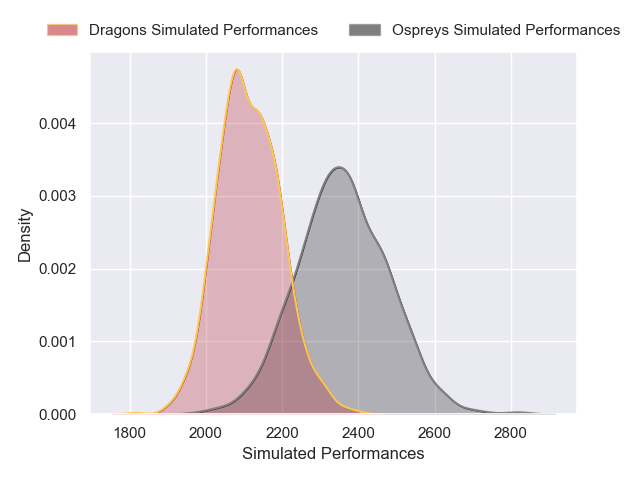 Dragons Simulated Performances
Ospreys Simulated Performances
0.004
0.003
0.002
0.001
0.000
Density
1800 2000 2200 2400 2600 2800
Simulated Performances